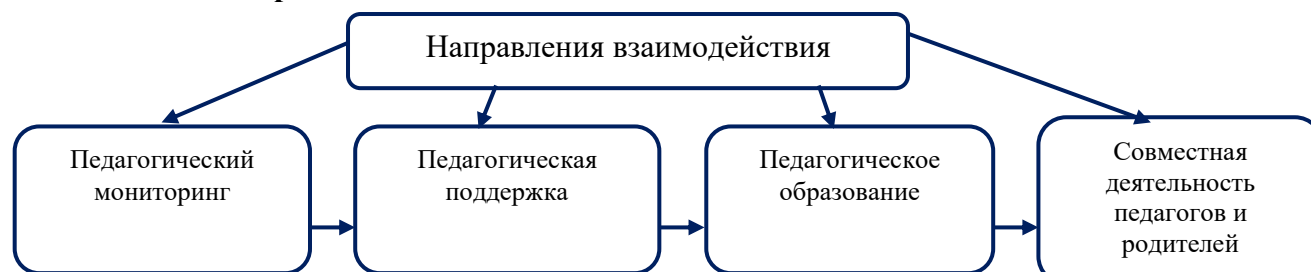 Направления взаимодействия
Педагогический
мониторинг
Педагогическая
поддержка
Педагогическое
образование
Совместная
деятельность
педагогов и
родителей